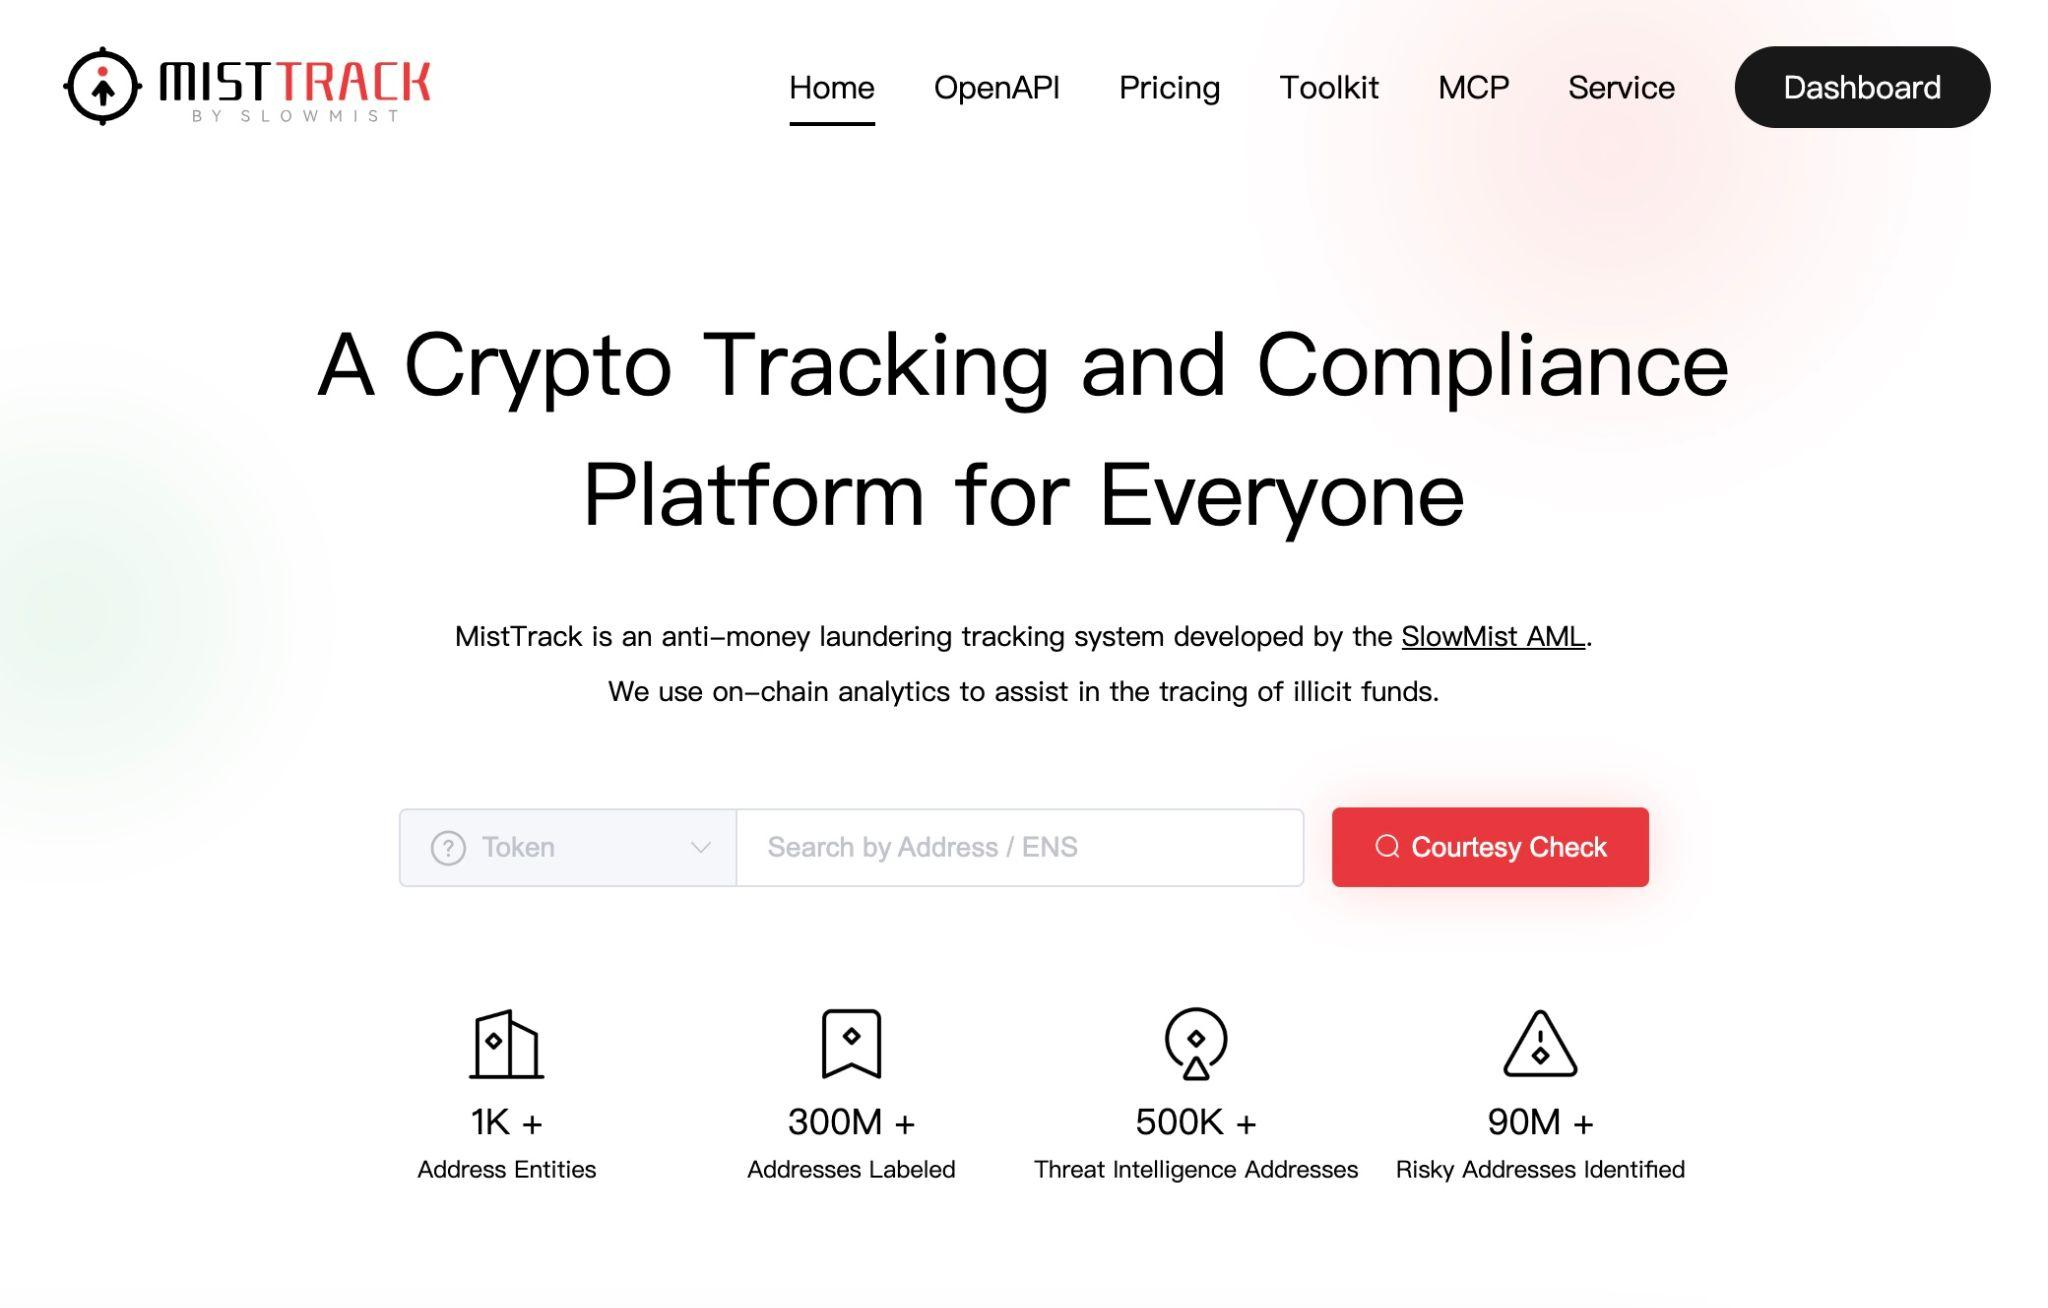 MISTTRACK
BY SLOWMIST
Home
OpenAPI
Pricing
Toolkit
MCP
Service
Dashboard
A Crypto Tracking and Compliance
Platform for Everyone
MistTrack is an anti-money laundering tracking system developed by the SlowMist AML.
We use on-chain analytics to assist in the tracing of illicit funds.
? Token
Search by Address / ENS
Courtesy Check
1K +
Address Entities
300M +
Addresses Labeled
500K +
Threat Intelligence Addresses
90M +
Risky Addresses Identified